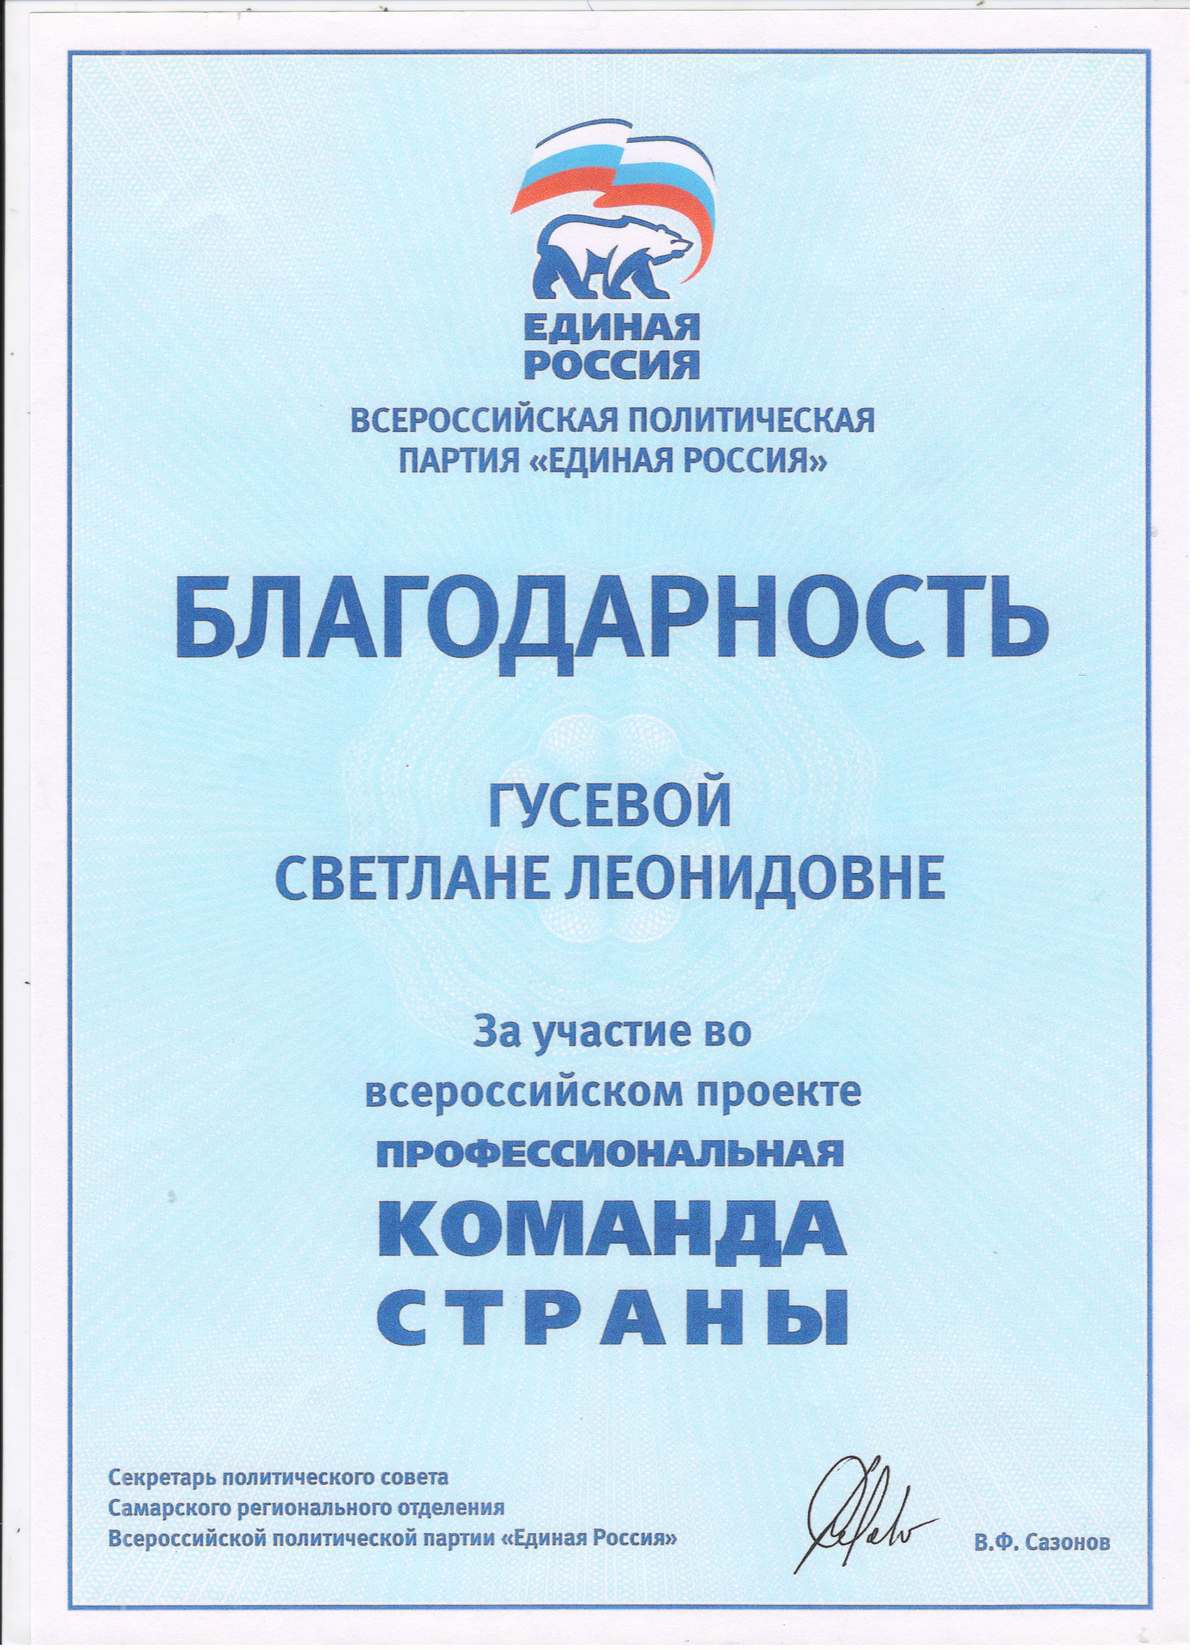 ЕДИНАЯ
РОССИЯ
ВСЕРОССИЙСКАЯ ПОЛИТИЧЕСКАЯ
ПАРТИЯ «ЕДИНАЯ РОССИЯ»
БЛАГОДАРНОСТЬ
ГУСЕВОЙ
СВЕТЛАНЕ ЛЕОНИДОВНЕ
За участие во
всероссийском проекте
ПРОФЕССИОНАЛЬНАЯ
КОМАНДА
СТРАНЫ
Секретарь политического совета
Самарского регионального отделения
Всероссийской политической партии «Единая Россия»
В.Ф. Сазонов